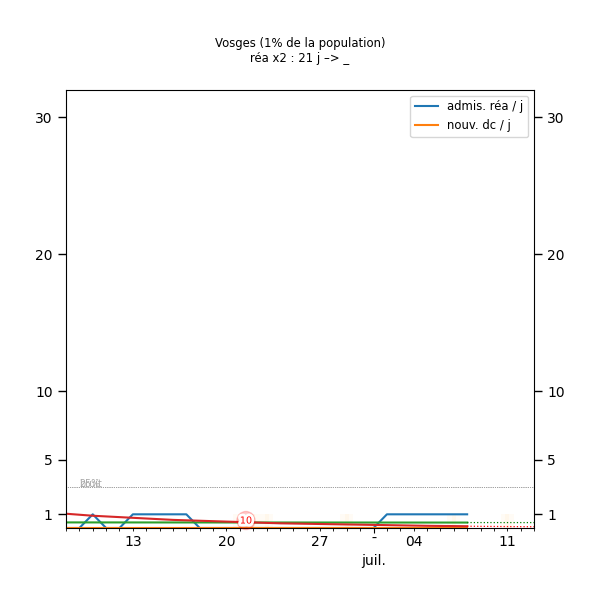 Vosges (1% de la population)
réa x2 : 21 j –> _
admis. réa / j
nouv. dc / j
30 30
20 20
10 10
5 5
1 1
10
13 20 27 - 04 11
juil.